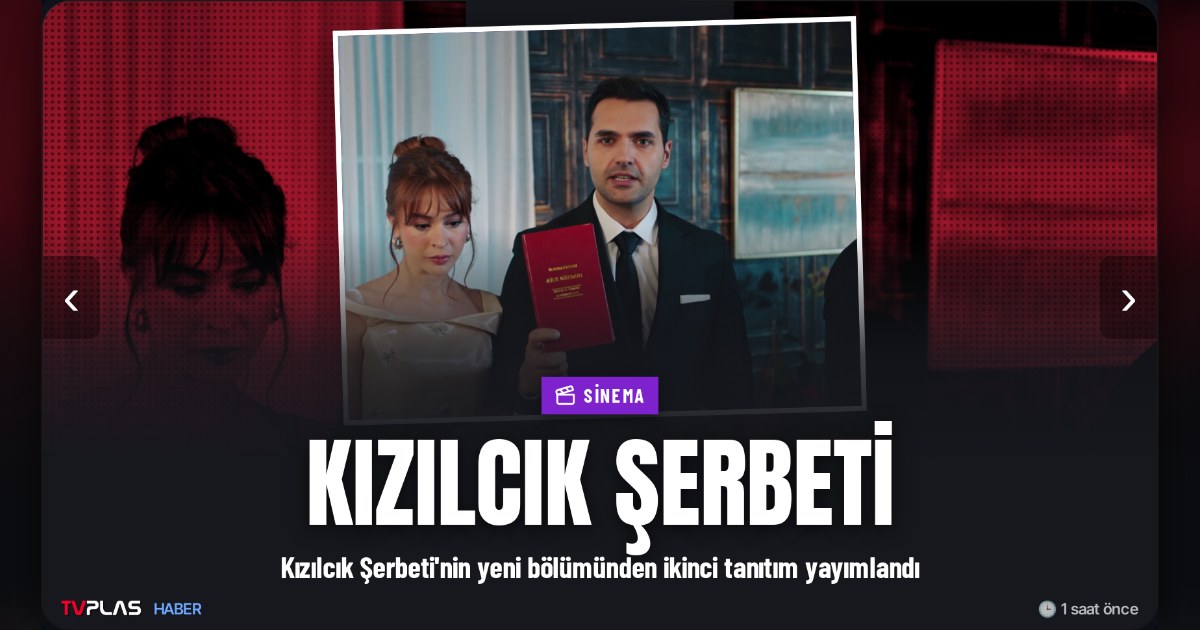 SİNEMA
KIZILCIK ŞERBETİ
Kızılcık Şerbeti'nin yeni bölümünden ikinci tanıtım yayımlandı
TVPLAS HABER
1 saat önce